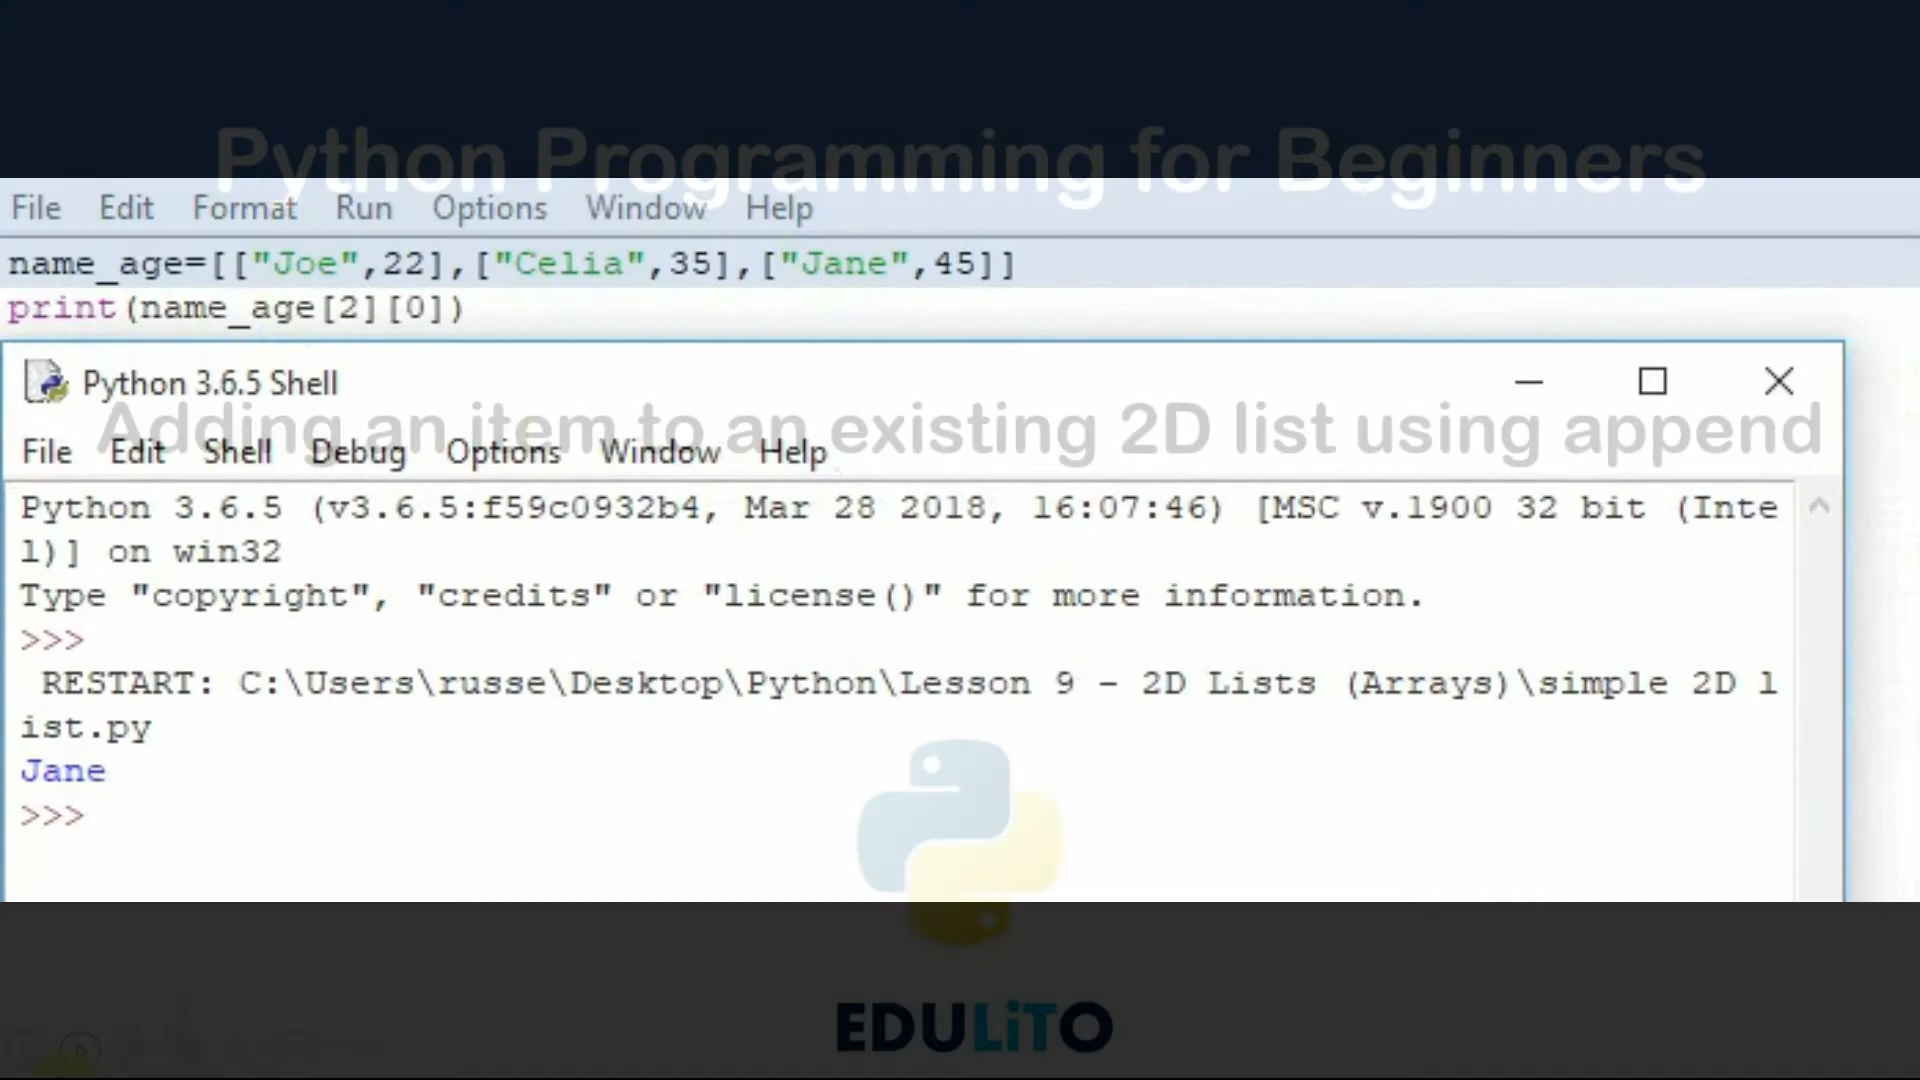 Python Programming for Beginners
File Edit Format Run Options Window Help
name_age=[["Joe",22],["Celia",35],["Jane",45]]
print(name_age[2][0])
Python 3.6.5 Shell
Adding an item to an existing 2D list using append
File Edit Shell Debug Options Window Help
Python 3.6.5 (v3.6.5:f59c0932b4, Mar 28 2018, 16:07:46) [MSC v.1900 32 bit (Inte
l)] on win32
Type "copyright", "credits" or "license()" for more information.
>>>
RESTART: C:\Users\russe\Desktop\Python\Lesson 9 - 2D Lists (Arrays)\simple 2D l
ist.py
Jane
>>>
EDULiTO